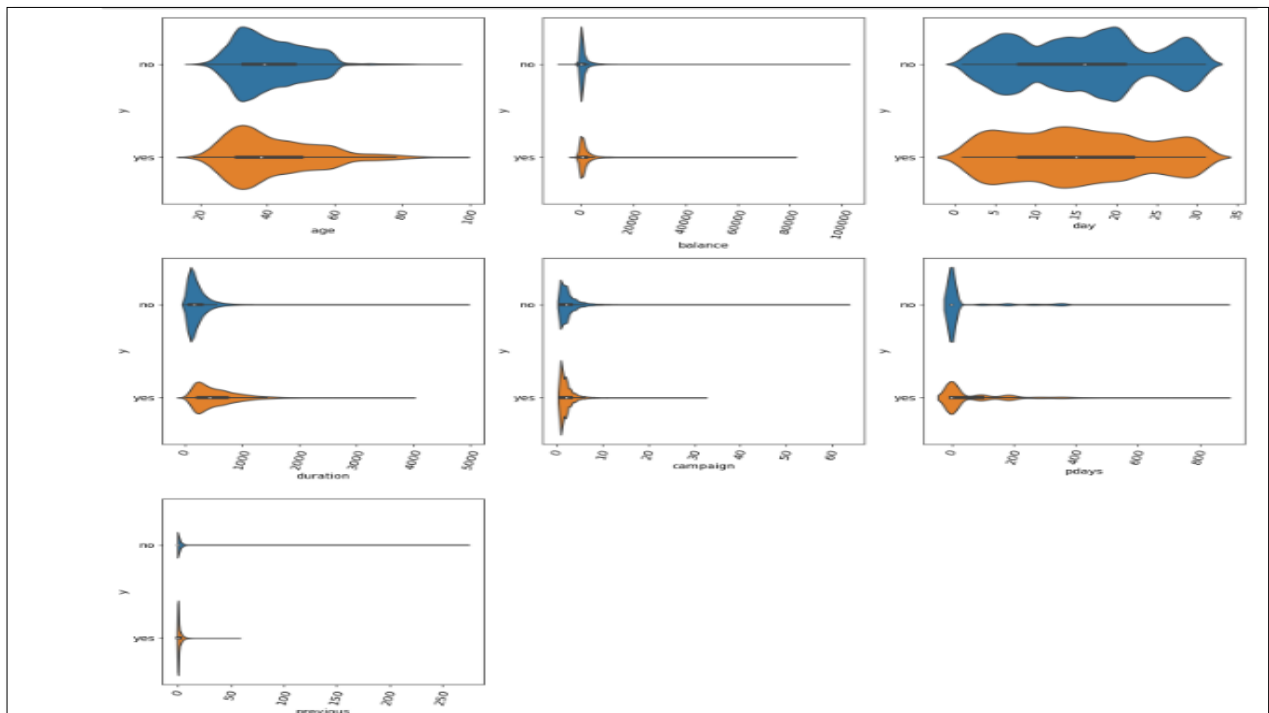 no
y
yes
20
40
60
80
100
age
no
y
yes
0
20000
40000
60000
80000
100000
balance
no
y
yes
0
5
10
15
20
25
30
35
day
no
y
yes
0
1000
2000
3000
4000
5000
duration
no
y
yes
0
10
20
30
40
50
60
campaign
no
y
yes
0
200
400
600
800
pdays
no
y
yes
0
50
100
150
200
250
previous